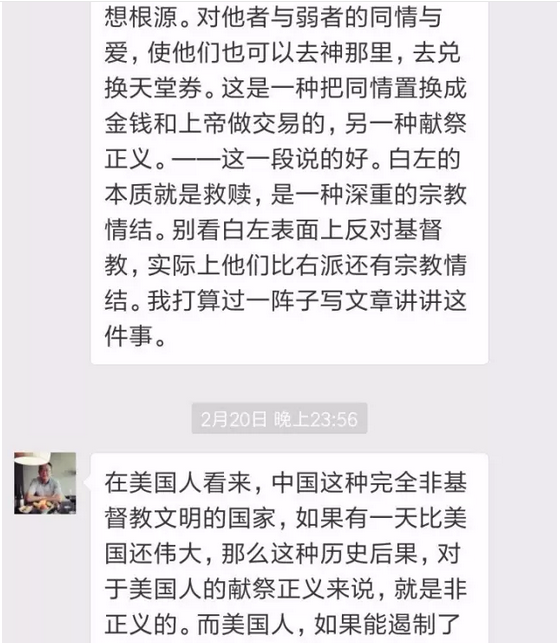 想根源。对他者与弱者的同情与
爱，使他们也可以去神那里，去兑
换天堂券。这是一种把同情置换成
金钱和上帝做交易的，另一种献祭
正义。——这一段说的好。白左的
本质就是救赎，是一种深重的宗教
情结。别看白左表面上反对基督
教，实际上他们比右派还有宗教情
结。我打算过一阵子写文章讲讲这
件事。
2月20日 晚上23:56
在美国人看来，中国这种完全非基
督教文明的国家，如果有一天比美
国还伟大，那么这种历史后果，对
于美国人的献祭正义来说，就是非
正义的。而美国人，如果能遏制了